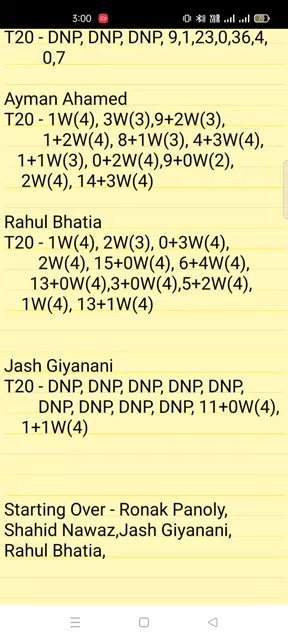 3:00
T20 - DNP, DNP, DNP, 9,1,23,0,36,4,
0,7
Ayman Ahamed
T20 - 1W(4), 3W(3),9+2W(3),
1+2W(4), 8+1W(3), 4+3W(4),
1+1W(3), 0+2W(4),9+0W(2),
2W(4), 14+3W(4)
Rahul Bhatia
T20 - 1W(4), 2W(3), 0+3W(4),
2W(4), 15+0W(4), 6+4W(4),
13+0W(4),3+0W(4),5+2W(4),
1W(4), 13+1W(4)
Jash Giyanani
T20 - DNP, DNP, DNP, DNP, DNP,
DNP, DNP, DNP, DNP, 11+0W(4),
1+1W(4)
Starting Over - Ronak Panoly,
Shahid Nawaz,Jash Giyanani,
Rahul Bhatia,